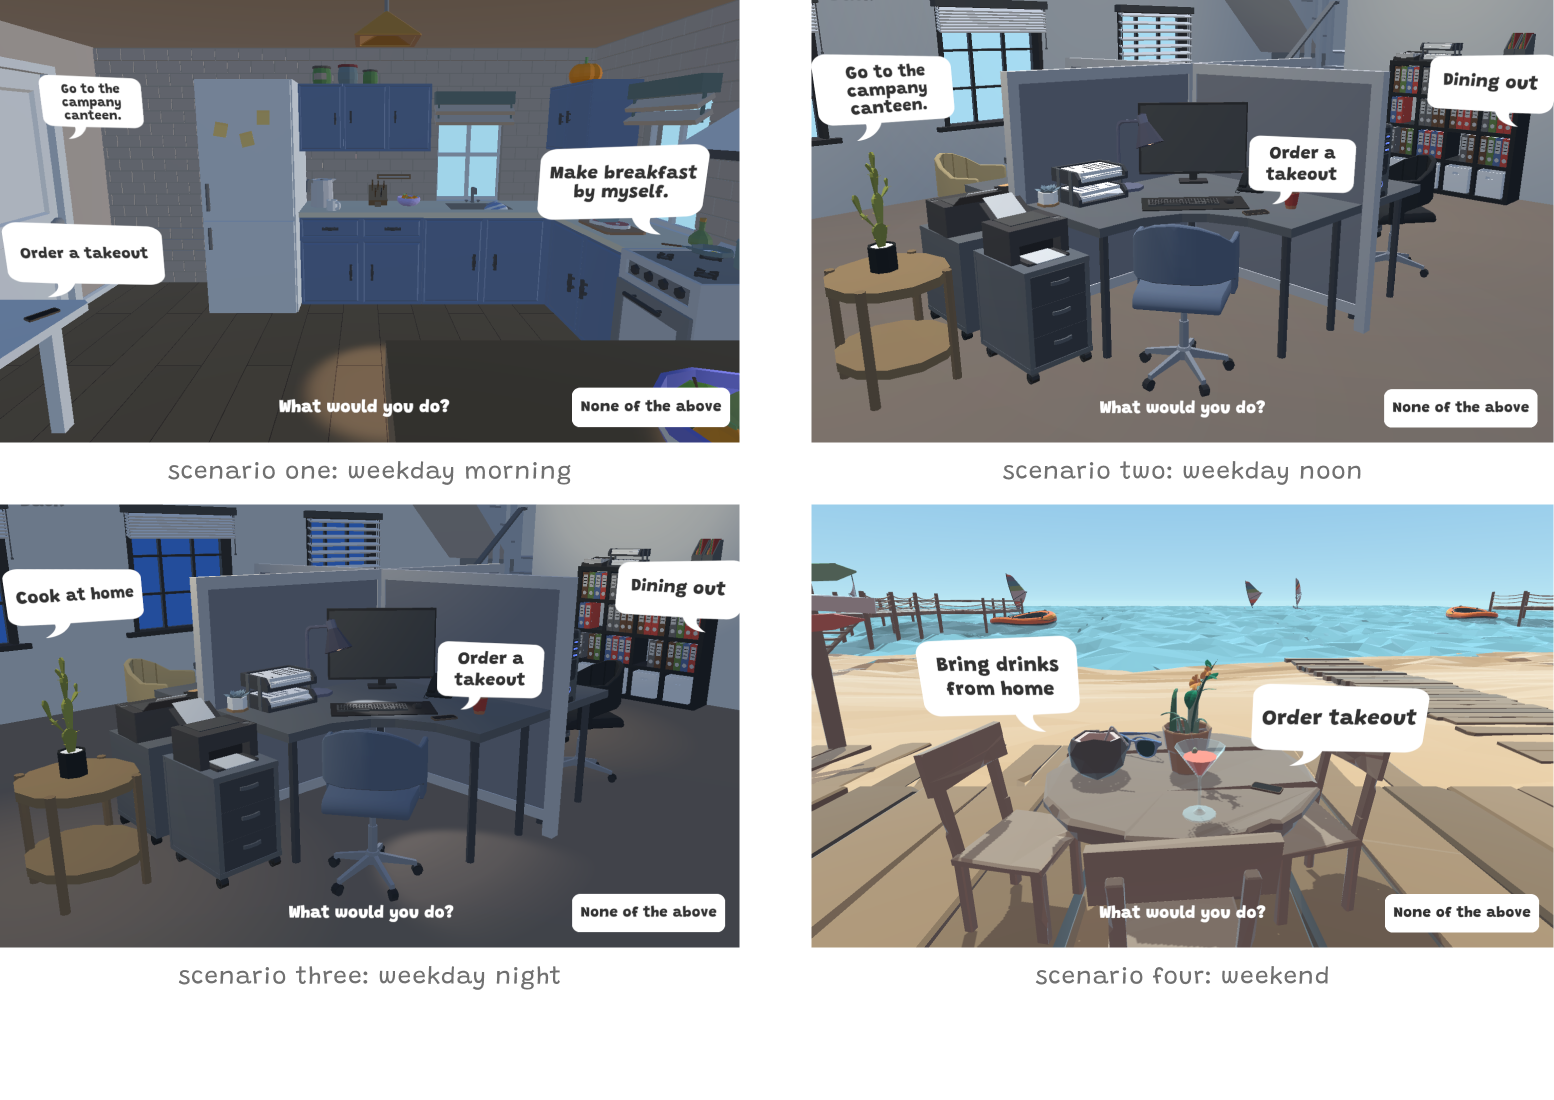 Go to the
campany
canteen.
Make breakfast
by myself.
Order a takeout
What would you do?
None of the above
scenario one: weekday morning
Go to the
campany
canteen.
Dining out
Order a
takeout
What would you do?
None of the above
scenario two: weekday noon
Cook at home
Dining out
Order a
takeout
What would you do?
None of the above
scenario three: weekday night
Bring drinks
from home
Order takeout
What would you do?
None of the above
scenario four: weekend